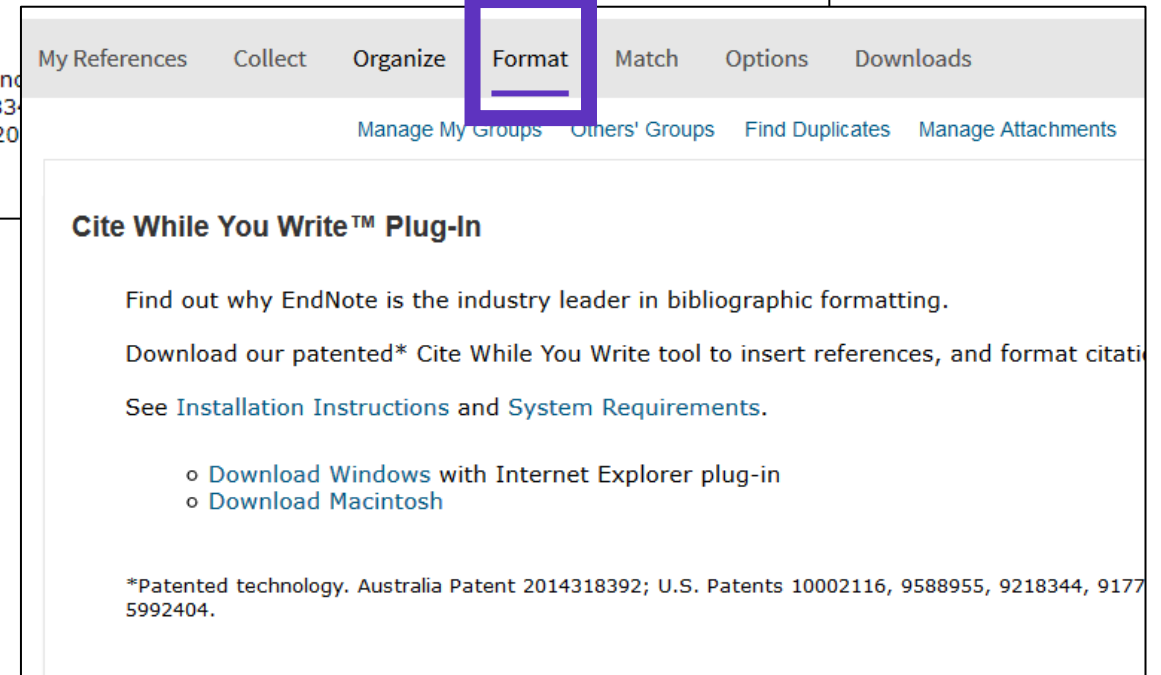 My References Collect Organize Format Match Options Downloads
Manage My Groups Others' Groups Find Duplicates Manage Attachments
Cite While You Write™ Plug-In
Find out why EndNote is the industry leader in bibliographic formatting.
Download our patented* Cite While You Write tool to insert references, and format
See Installation Instructions and System Requirements.
o Download Windows with Internet Explorer plug-in
o Download Macintosh
*Patented technology. Australia Patent 2014318392; U.S. Patents 10002116, 9588955, 9218344,
5992404.